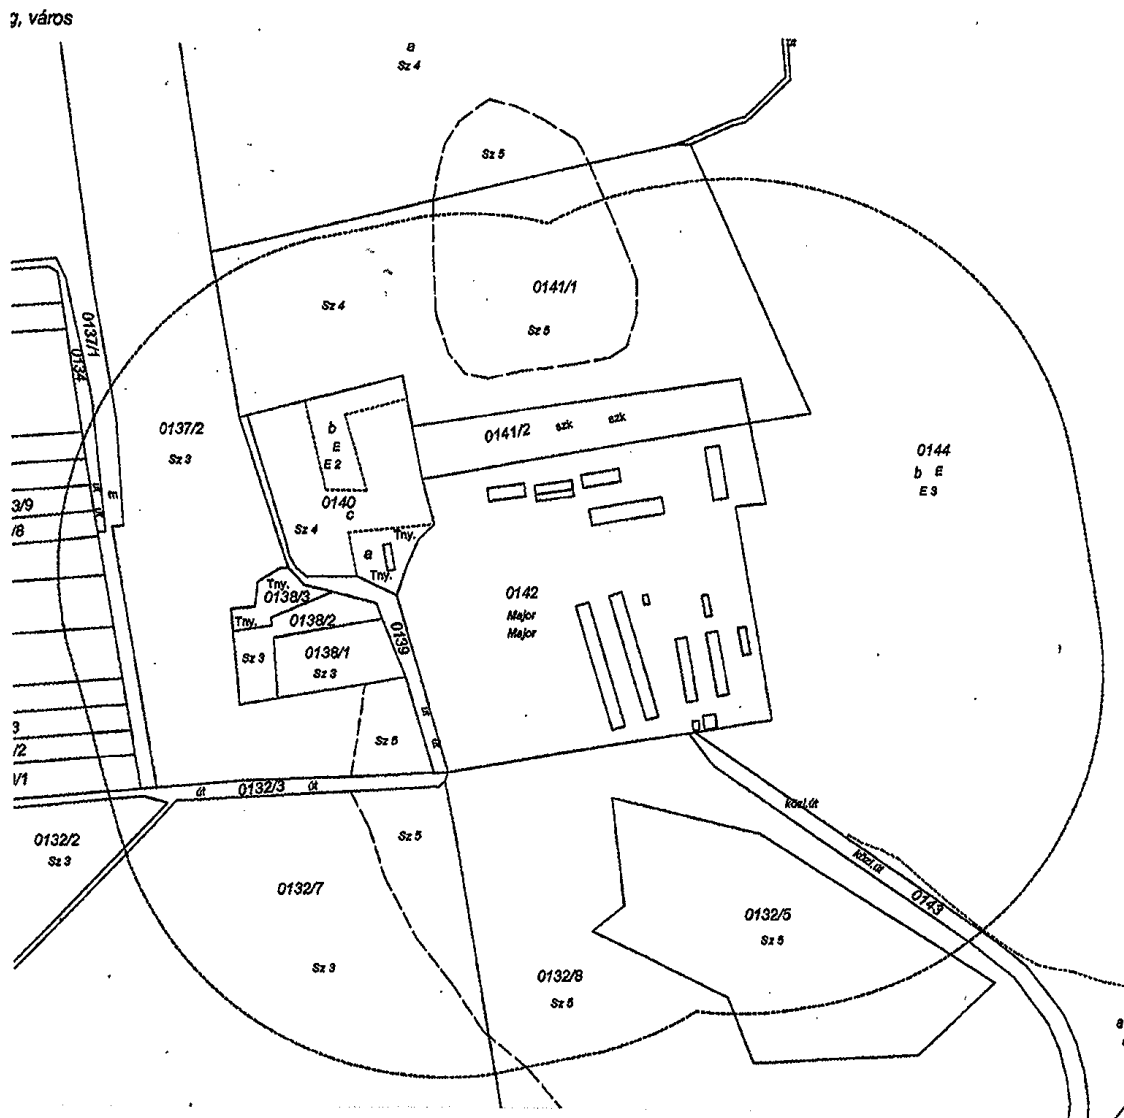 g, város
a
Sz 4
út
Sz 5
0141/1
Sz 4
Sz 5
0137/1
0134
0137/2
Sz 3
b
E
E 2
0141/2
szk
szk
0144
b E
E 3
út
út
E
3/9
/8
0140
c
Sz 4
Tny.
a
Tny.
0142
Major
Major
Tny.
0138/3
Tny.
0138/2
0139
Sz 3
0138/1
Sz 3
út
út
Sz 5
3
/2
V/1
út
0132/3
út
közl.út
közl.út
0143
0132/2
Sz 3
Sz 5
0132/7
0132/5
Sz 5
Sz 3
0132/8
Sz 5
a